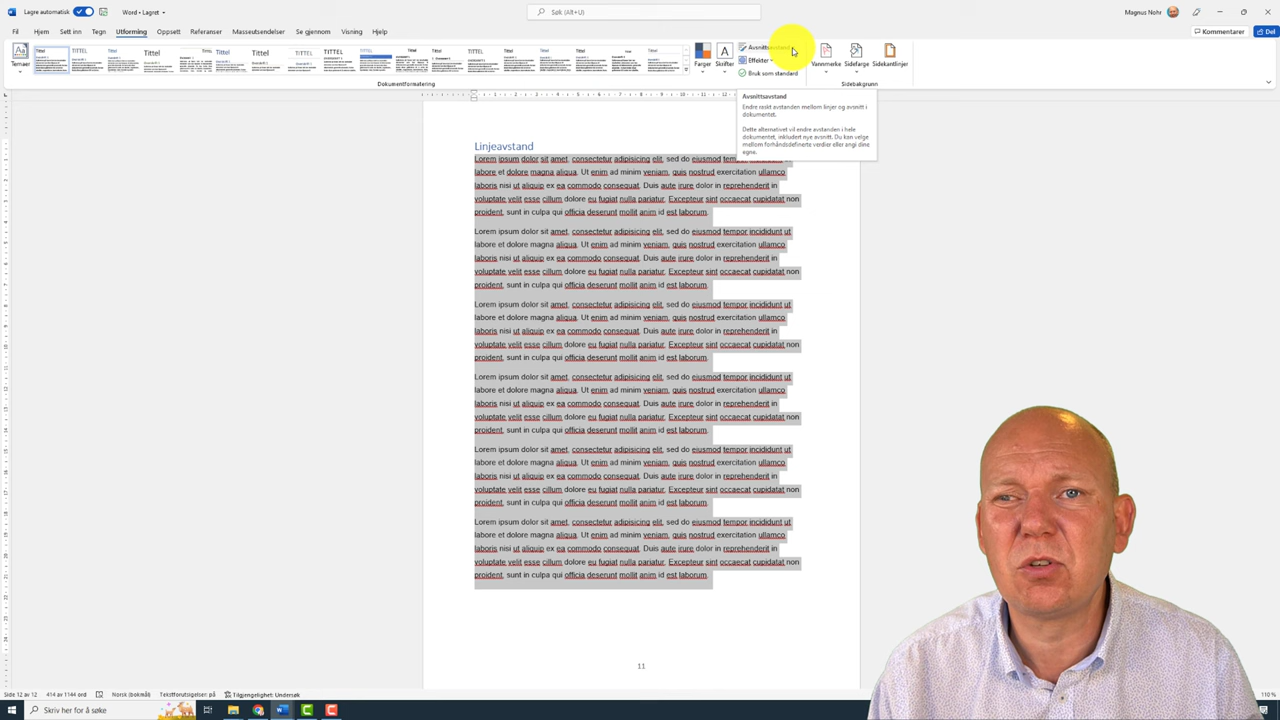 Lagre automatisk
Word • Lagret
Søk (Alt+U)
Magnus Nohr
Fil Hjem Sett inn Tegn Utforming Oppsett Referanser Masseutsendelser Se gjennom Visning Hjelp
Kommentarer
Del
Temaer
Tittel TITTEL TITTEL Tittel Tittel Tittel Tittel TITTEL TITTEL
Farger
Skrifter
Avsnittsavstand
Effekter
Bruk som standard
Vannmerke
Sidefarge
Sidekantlinjer
Dokumentformatering
Sidebakgrunn
Avsnittsavstand
Endre raskt avstanden mellom linjer og avsnitt i
dokumentet.
Dette alternativet vil endre avstanden i hele
dokumentet, inkludert nye avsnitt. Du kan velge
mellom forhåndsdefinerte verdier eller angi dine
egne.
Linjeavstand
Lorem ipsum dolor sit amet, consectetur adipisicing elit, sed do eiusmod tempor incididunt ut
labore et dolore magna aliqua. Ut enim ad minim veniam, quis nostrud exercitation ullamco
laboris nisi ut aliquip ex ea commodo consequat. Duis aute irure dolor in reprehenderit in
voluptate velit esse cillum dolore eu fugiat nulla pariatur. Excepteur sint occaecat cupidatat non
proident, sunt in culpa qui officia deserunt mollit anim id est laborum.
Lorem ipsum dolor sit amet, consectetur adipisicing elit, sed do eiusmod tempor incididunt ut
labore et dolore magna aliqua. Ut enim ad minim veniam, quis nostrud exercitation ullamco
laboris nisi ut aliquip ex ea commodo consequat. Duis aute irure dolor in reprehenderit in
voluptate velit esse cillum dolore eu fugiat nulla pariatur. Excepteur sint occaecat cupidatat non
proident, sunt in culpa qui officia deserunt mollit anim id est laborum.
Lorem ipsum dolor sit amet, consectetur adipisicing elit, sed do eiusmod tempor incididunt ut
labore et dolore magna aliqua. Ut enim ad minim veniam, quis nostrud exercitation ullamco
laboris nisi ut aliquip ex ea commodo consequat. Duis aute irure dolor in reprehenderit in
voluptate velit esse cillum dolore eu fugiat nulla pariatur. Excepteur sint occaecat cupidatat non
proident, sunt in culpa qui officia deserunt mollit anim id est laborum.
Lorem ipsum dolor sit amet, consectetur adipisicing elit, sed do eiusmod tempor incididunt ut
labore et dolore magna aliqua. Ut enim ad minim veniam, quis nostrud exercitation ullamco
laboris nisi ut aliquip ex ea commodo consequat. Duis aute irure dolor in reprehenderit in
voluptate velit esse cillum dolore eu fugiat nulla pariatur. Excepteur sint occaecat cupidatat non
proident, sunt in culpa qui officia deserunt mollit anim id est laborum.
Lorem ipsum dolor sit amet, consectetur adipisicing elit, sed do eiusmod tempor incididunt ut
labore et dolore magna aliqua. Ut enim ad minim veniam, quis nostrud exercitation ullamco
laboris nisi ut aliquip ex ea commodo consequat. Duis aute irure dolor in reprehenderit in
voluptate velit esse cillum dolore eu fugiat nulla pariatur. Excepteur sint occaecat cupidatat non
proident, sunt in culpa qui officia deserunt mollit anim id est laborum.
Lorem ipsum dolor sit amet, consectetur adipisicing elit, sed do eiusmod tempor incididunt ut
labore et dolore magna aliqua. Ut enim ad minim veniam, quis nostrud exercitation ullamco
laboris nisi ut aliquip ex ea commodo consequat. Duis aute irure dolor in reprehenderit in
voluptate velit esse cillum dolore eu fugiat nulla pariatur. Excepteur sint occaecat cupidatat non
proident, sunt in culpa qui officia deserunt mollit anim id est laborum.
11
Side 12 av 12 414 av 1144 ord Norsk (bokmål) Tekstforutsigelser: på Tilgjengelighet: Undersøk
110 %
Skriv her for å søke